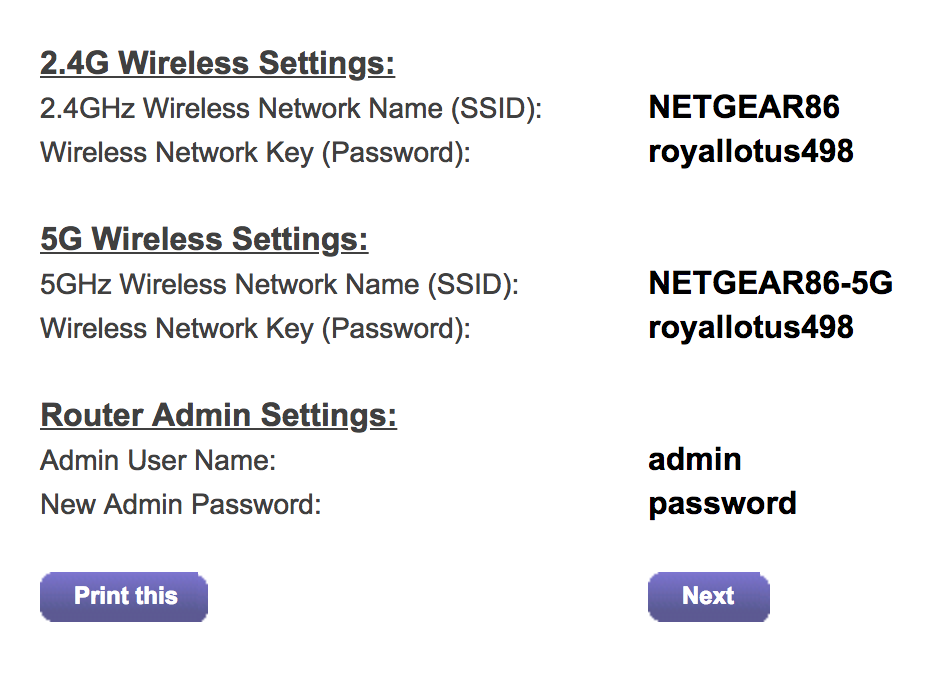 2.4G Wireless Settings:
2.4GHz Wireless Network Name (SSID): NETGEAR86
Wireless Network Key (Password): royallotus498
5G Wireless Settings:
5GHz Wireless Network Name (SSID): NETGEAR86-5G
Wireless Network Key (Password): royallotus498
Router Admin Settings:
Admin User Name: admin
New Admin Password: password
Print this Next